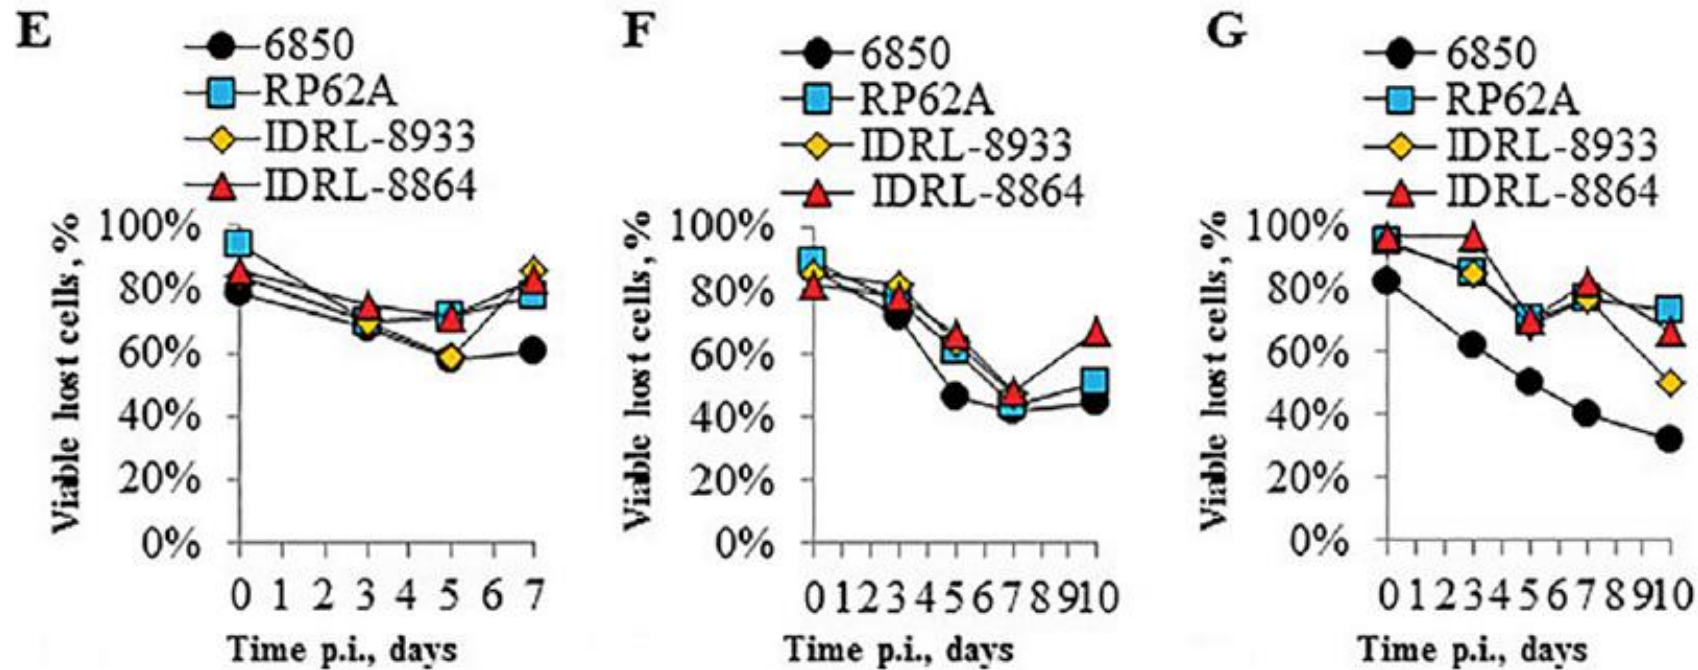 E
6850
RP62A
IDRL-8933
IDRL-8864
Viable host cells, %
100%
80%
60%
40%
20%
0%
0 1 2 3 4 5 6 7
Time p.i., days
F
6850
RP62A
IDRL-8933
IDRL-8864
Viable host cells, %
100%
80%
60%
40%
20%
0%
0 1 2 3 4 5 6 7 8 9 10
Time p.i., days
G
6850
RP62A
IDRL-8933
IDRL-8864
Viable host cells, %
100%
80%
60%
40%
20%
0%
0 1 2 3 4 5 6 7 8 9 10
Time p.i., days